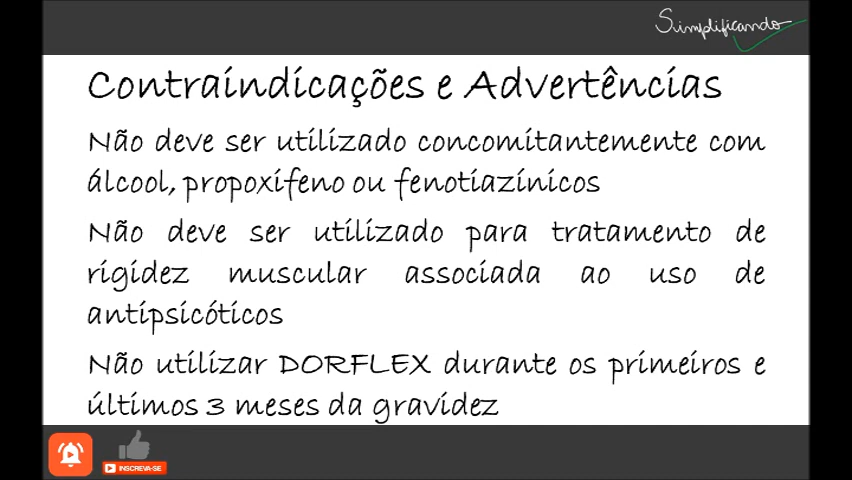 Simplificando
Contraindicações e Advertências
Não deve ser utilizado concomitantemente com
álcool, propoxífeno ou fenotiazínicos
Não deve ser utilizado para tratamento de
rigidez muscular associada ao uso de
antipsicóticos
Não utilizar DORFLEX durante os primeiros e
últimos 3 meses da gravidez
INSCREVA-SE